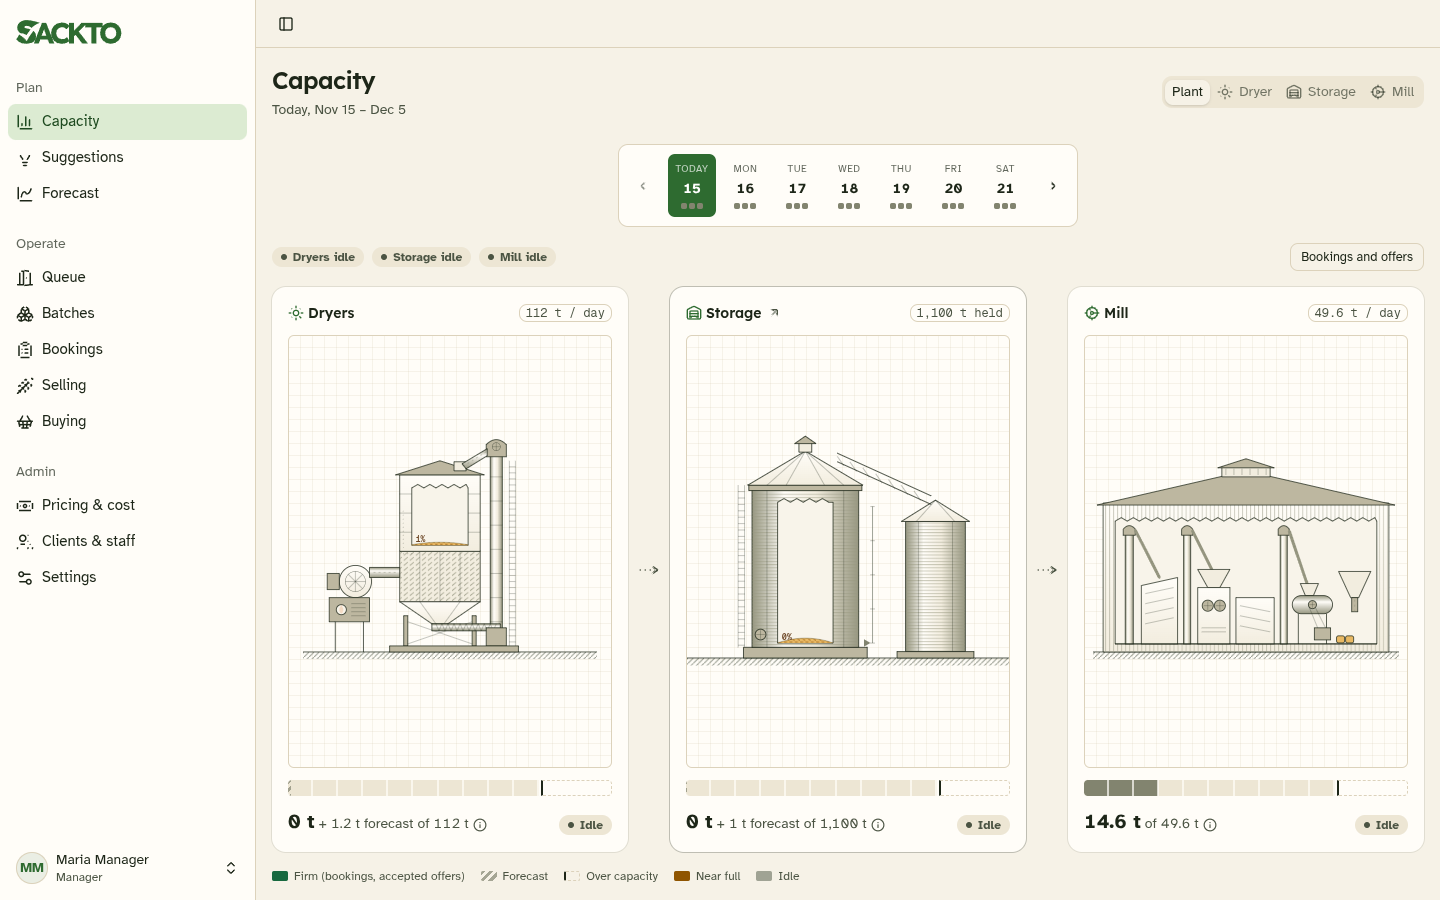 SACKTO
Plan
Capacity
Suggestions
Forecast
Operate
Queue
Batches
Bookings
Selling
Buying
Admin
Pricing & cost
Clients & staff
Settings
MM
Maria Manager
Manager
Capacity
Today, Nov 15 – Dec 5
Plant Dryer Storage Mill
TODAY MON TUE WED THU FRI SAT
15 16 17 18 19 20 21
Dryers idle Storage idle Mill idle
Bookings and offers
Dryers 112 t / day
1%
0 t + 1.2 t forecast of 112 t Idle
Storage 1,100 t held
0%
0 t + 1 t forecast of 1,100 t Idle
Mill 49.6 t / day
14.6 t of 49.6 t Idle
Firm (bookings, accepted offers) Forecast Over capacity Near full Idle